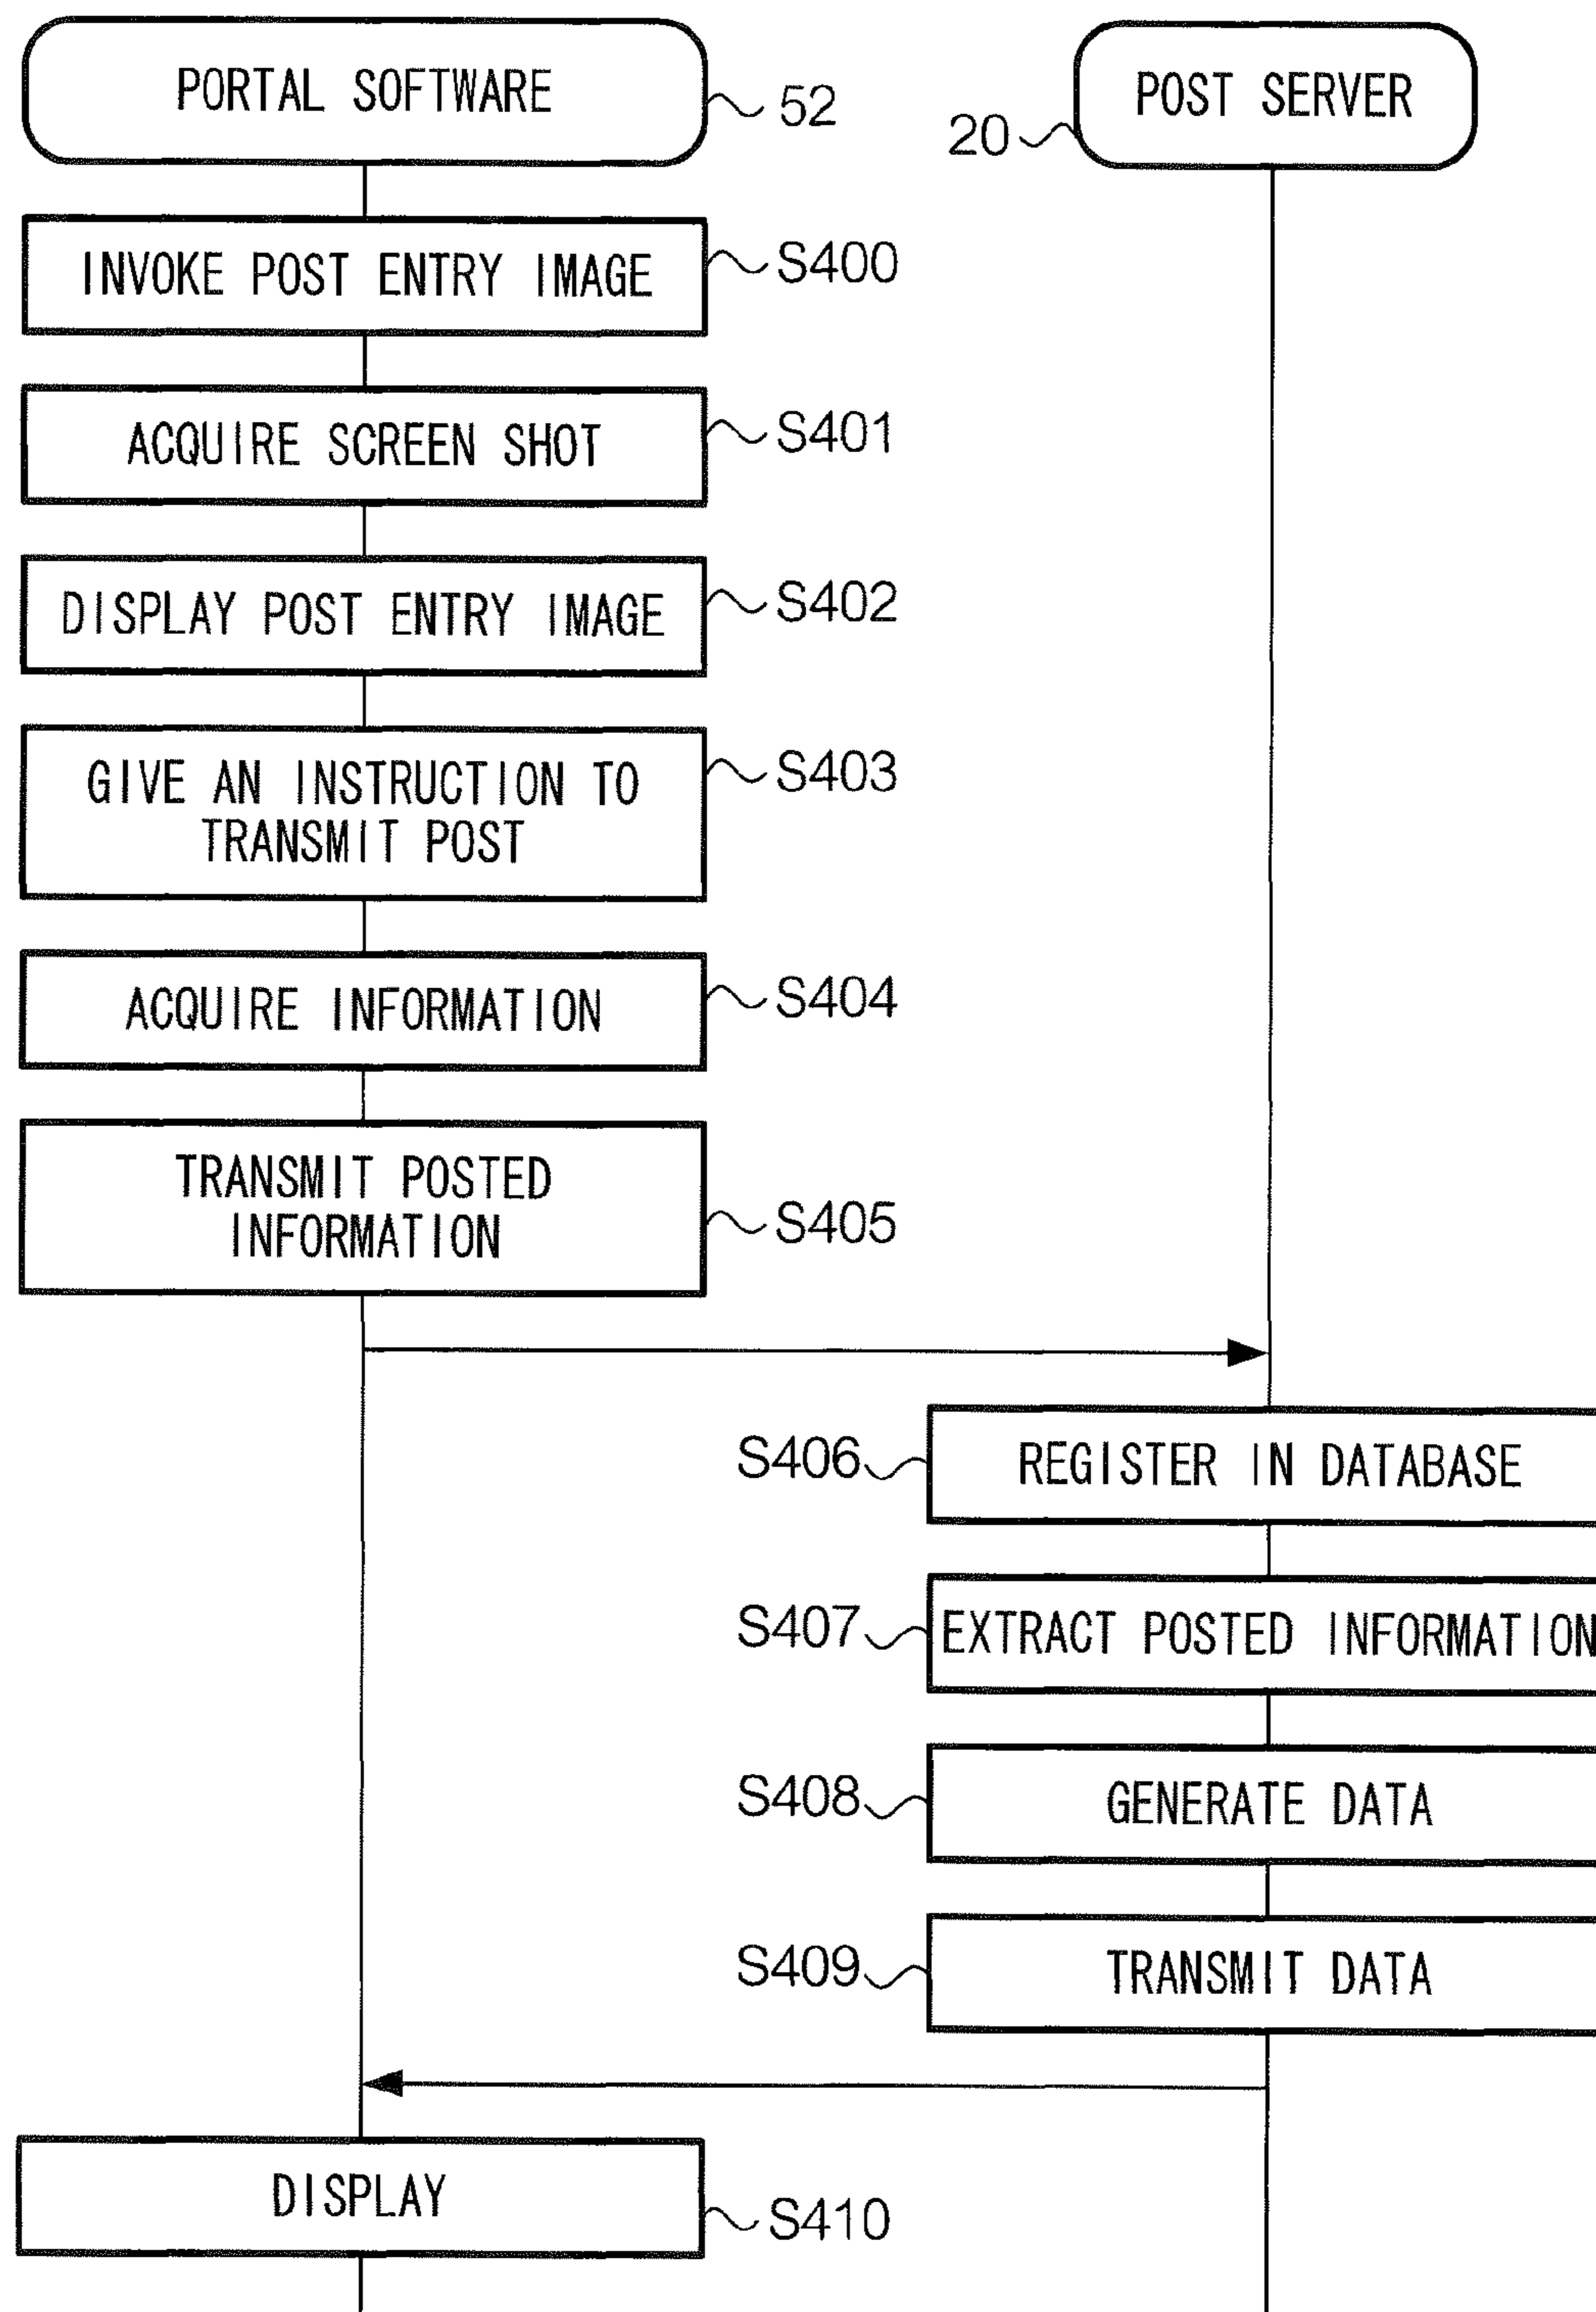 PORTAL SOFTWARE
52
POST SERVER
20
INVOKE POST ENTRY IMAGE
S400
ACQUIRE SCREEN SHOT
S401
DISPLAY POST ENTRY IMAGE
S402
GIVE AN INSTRUCTION TO
TRANSMIT POST
S403
ACQUIRE INFORMATION
S404
TRANSMIT POSTED
INFORMATION
S405
S406
REGISTER IN DATABASE
S407
EXTRACT POSTED INFORMATION
S408
GENERATE DATA
S409
TRANSMIT DATA
DISPLAY
S410